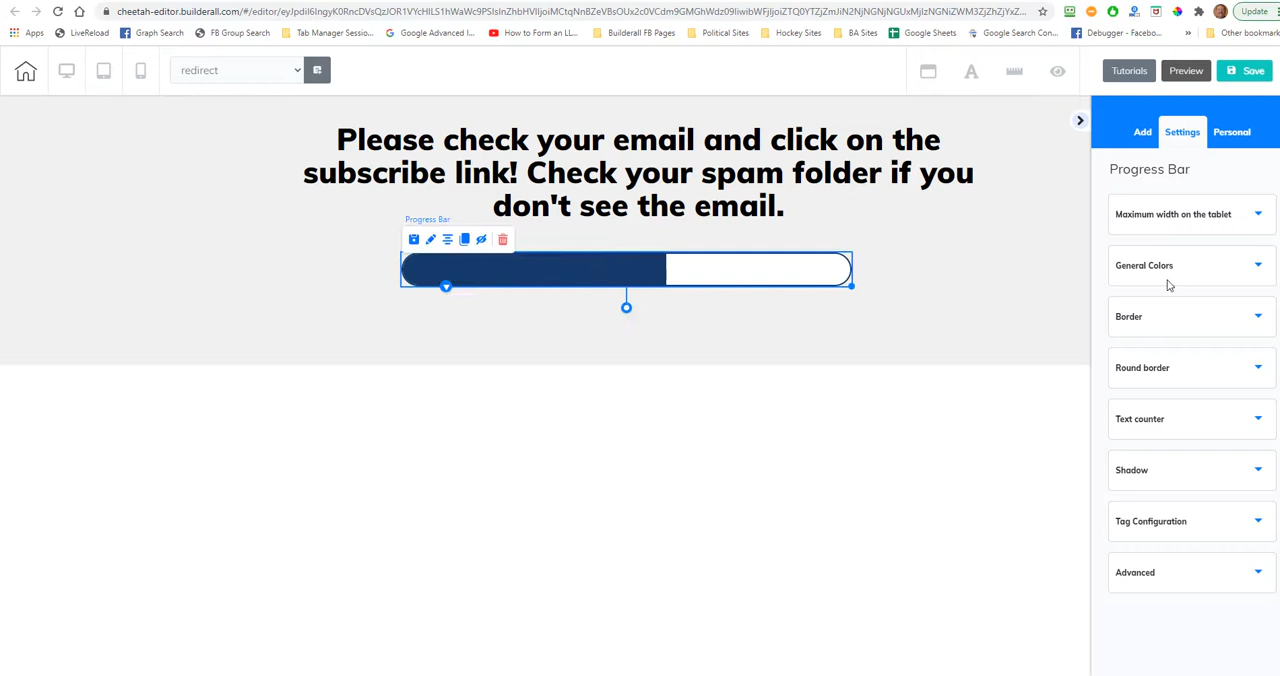 cheetah-editor.builderall.com/#/editor/
Update
Apps
LiveReload
Graph Search
FB Group Search
Tab Manager Sessio...
Google Advanced I...
How to Form an LL...
Builderall FB Pages
Political Sites
Hockey Sites
BA Sites
Google Sheets
Google Search Con...
Debugger - Facebo...
»
Other bookmark
redirect
Tutorials
Preview
Save
Please check your email and click on the
subscribe link! Check your spam folder if you
don't see the email.
Progress Bar
Add
Settings
Personal
Progress Bar
Maximum width on the tablet
General Colors
Border
Round border
Text counter
Shadow
Tag Configuration
Advanced